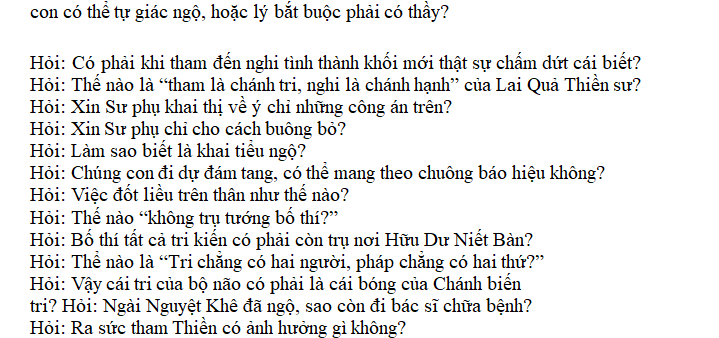 con có thể tự giác ngộ, hoặc lý bắt buộc phải có thầy?
Hỏi: Có phải khi tham đến nghi tình thành khối mới thật sự chấm dứt cái biết?
Hỏi: Thế nào là “tham là chánh tri, nghi là chánh hạnh” của Lai Quả Thiền sư?
Hỏi: Xin Sư phụ khai thị về ý chỉ những công án trên?
Hỏi: Xin Sư phụ chỉ cho cách buông bỏ?
Hỏi: Làm sao biết là khai tiểu ngộ?
Hỏi: Chúng con đi dự đám tang, có thể mang theo chuông báo hiệu không?
Hỏi: Việc đốt liều trên thân như thế nào?
Hỏi: Thế nào “không trụ tướng bố thí?”
Hỏi: Bố thí tất cả tri kiến có phải còn trụ nơi Hữu Dư Niết Bàn?
Hỏi: Thể nào là “Tri chẳng có hai người, pháp chẳng có hai thứ?”
Hỏi: Vậy cái tri của bộ não có phải là cái bóng của Chánh biến
tri? Hỏi: Ngài Nguyệt Khê đã ngộ, sao còn đi bác sĩ chữa bệnh?
Hỏi: Ra sức tham Thiền có ảnh hưởng gì không?